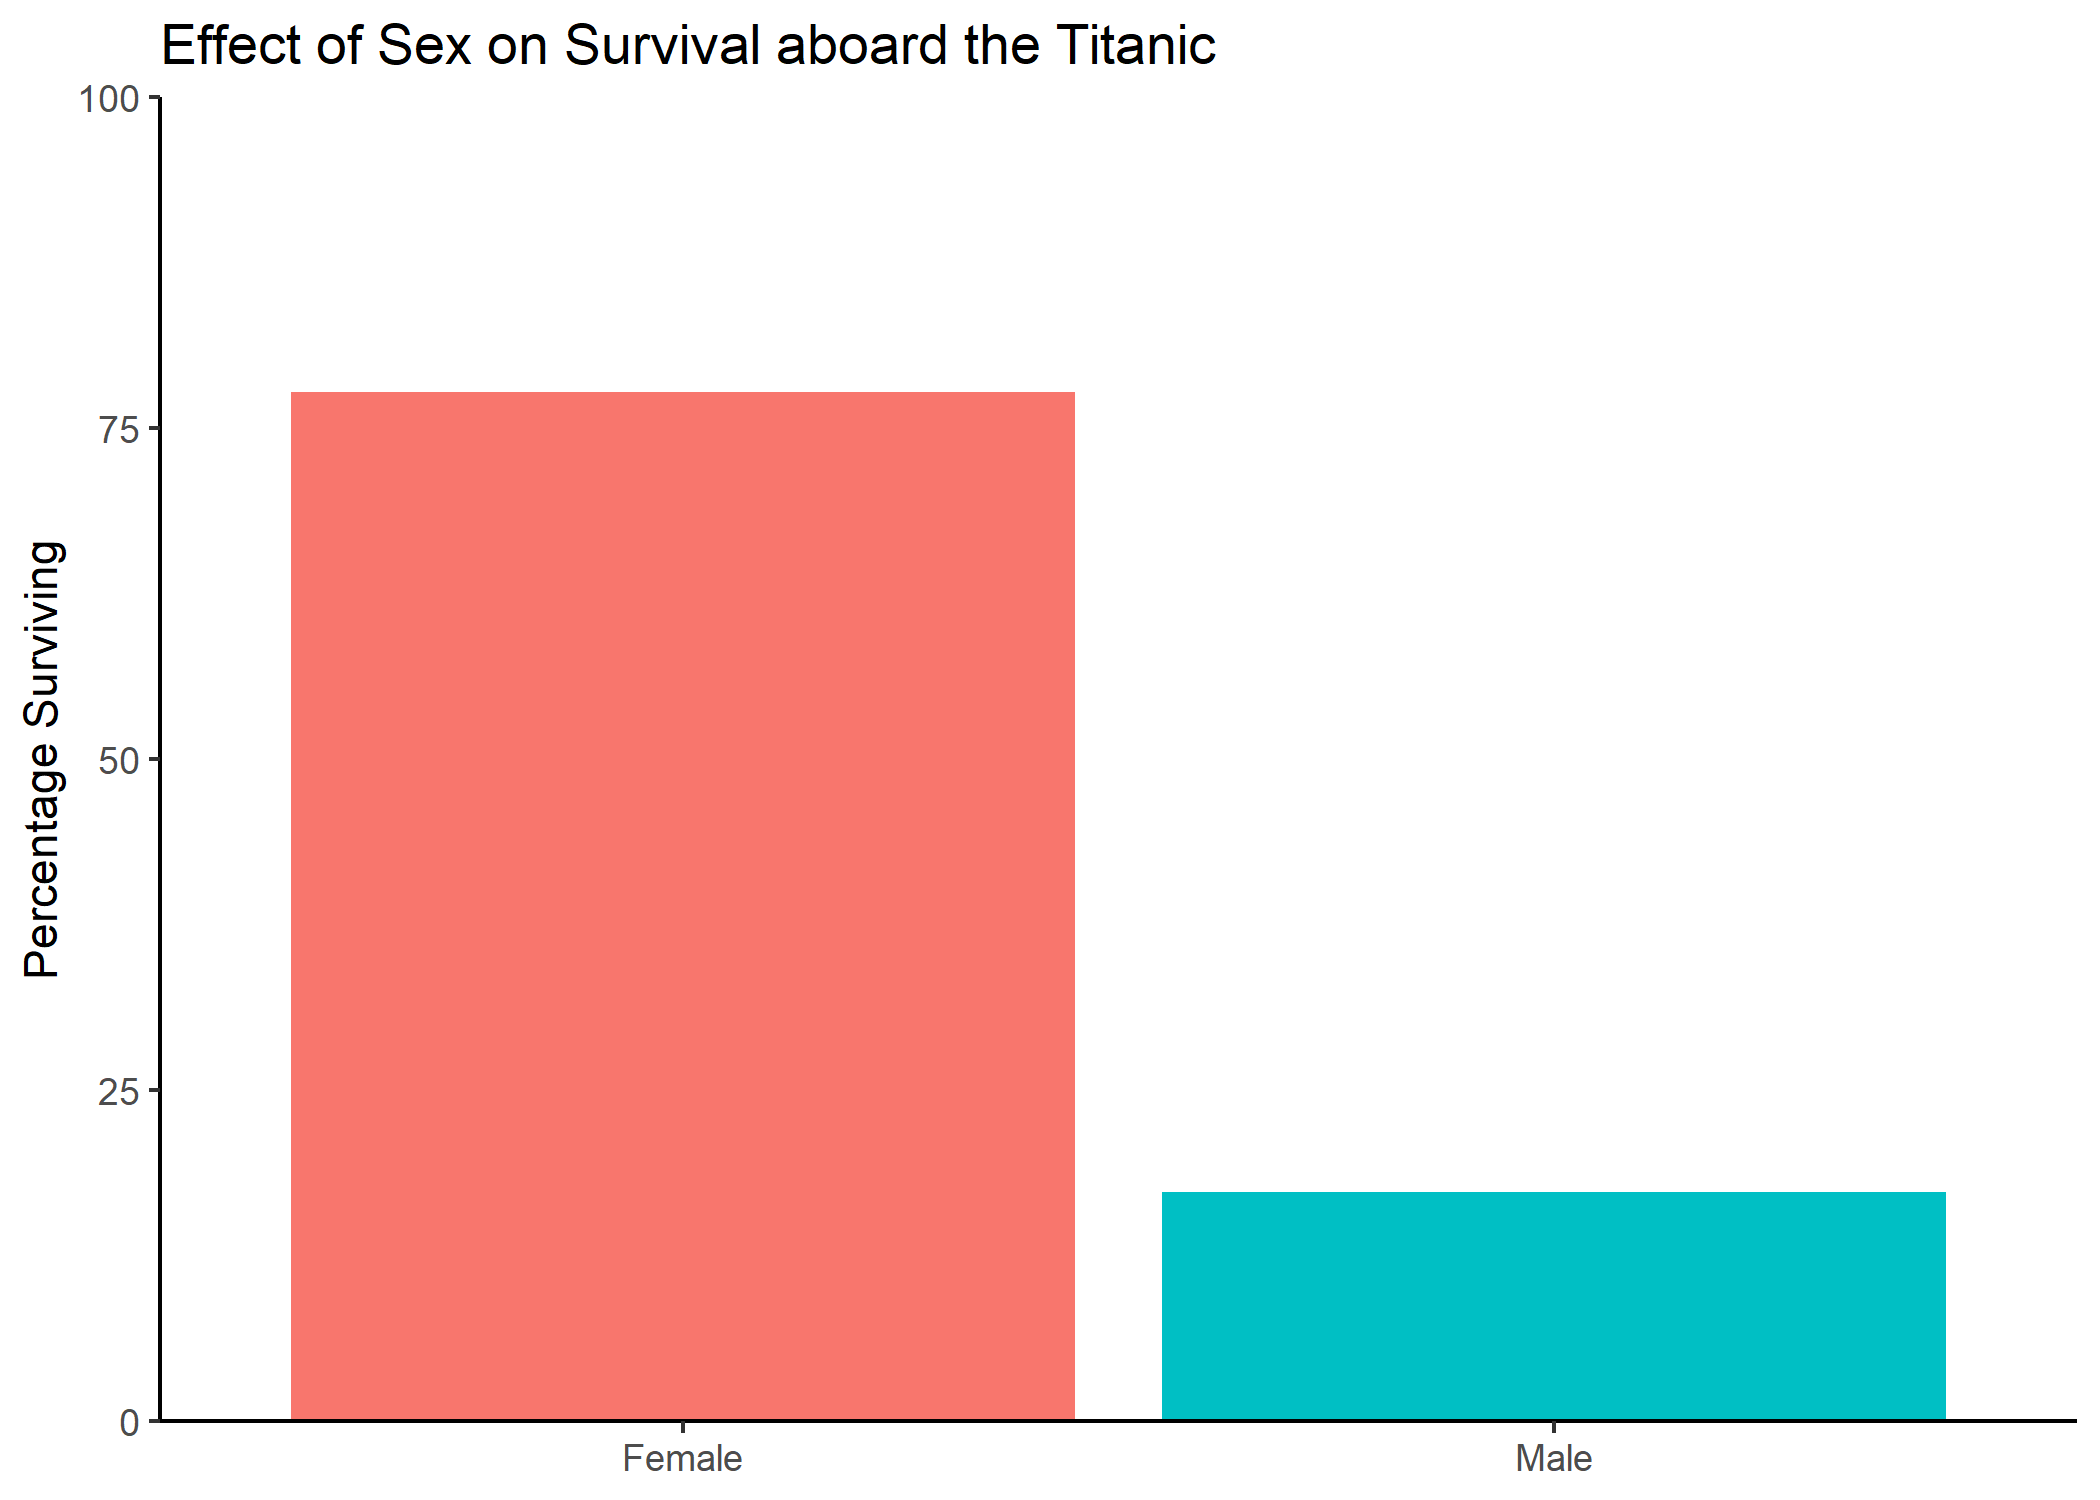 Effect of Sex on Survival aboard the Titanic
100
75
50
25
0
Percentage Surviving
Female
Male